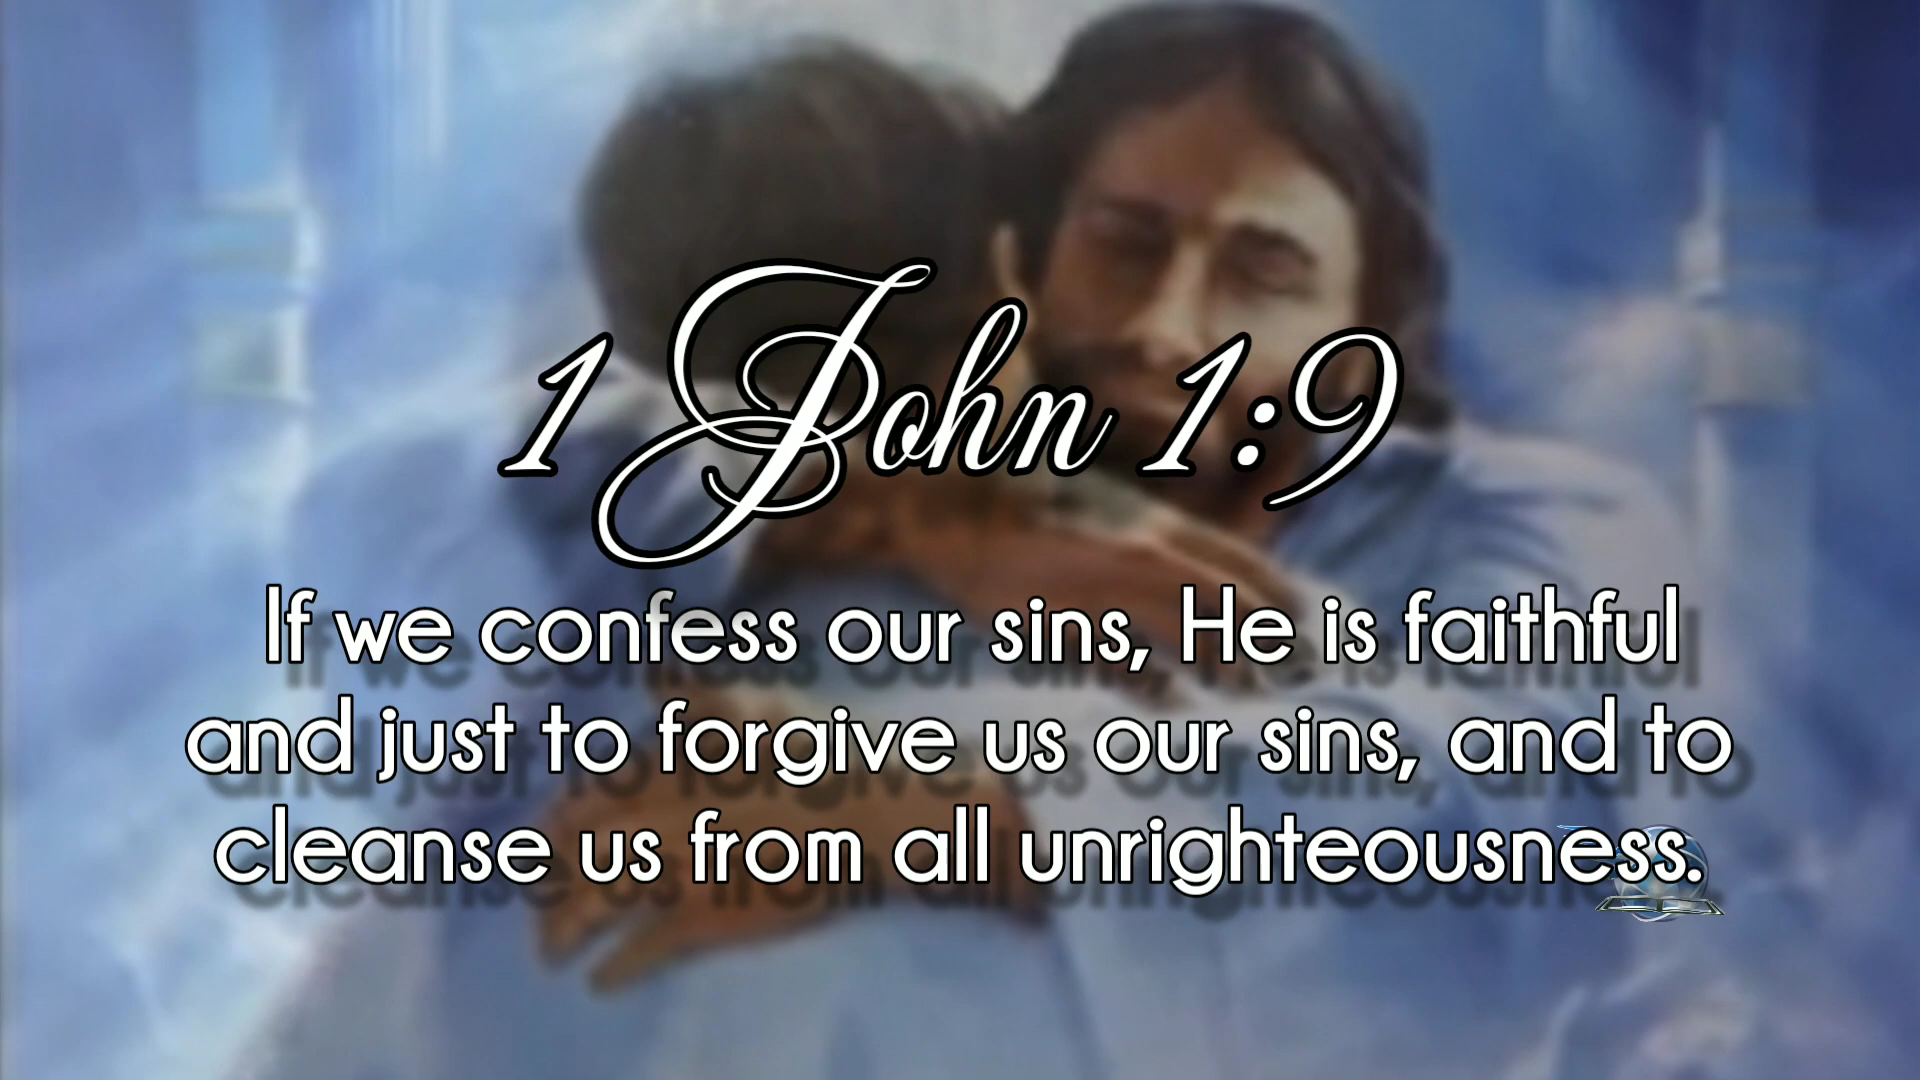 1 John 1:9
If we confess our sins, He is faithful
and just to forgive us our sins, and to
cleanse us from all unrighteousness.